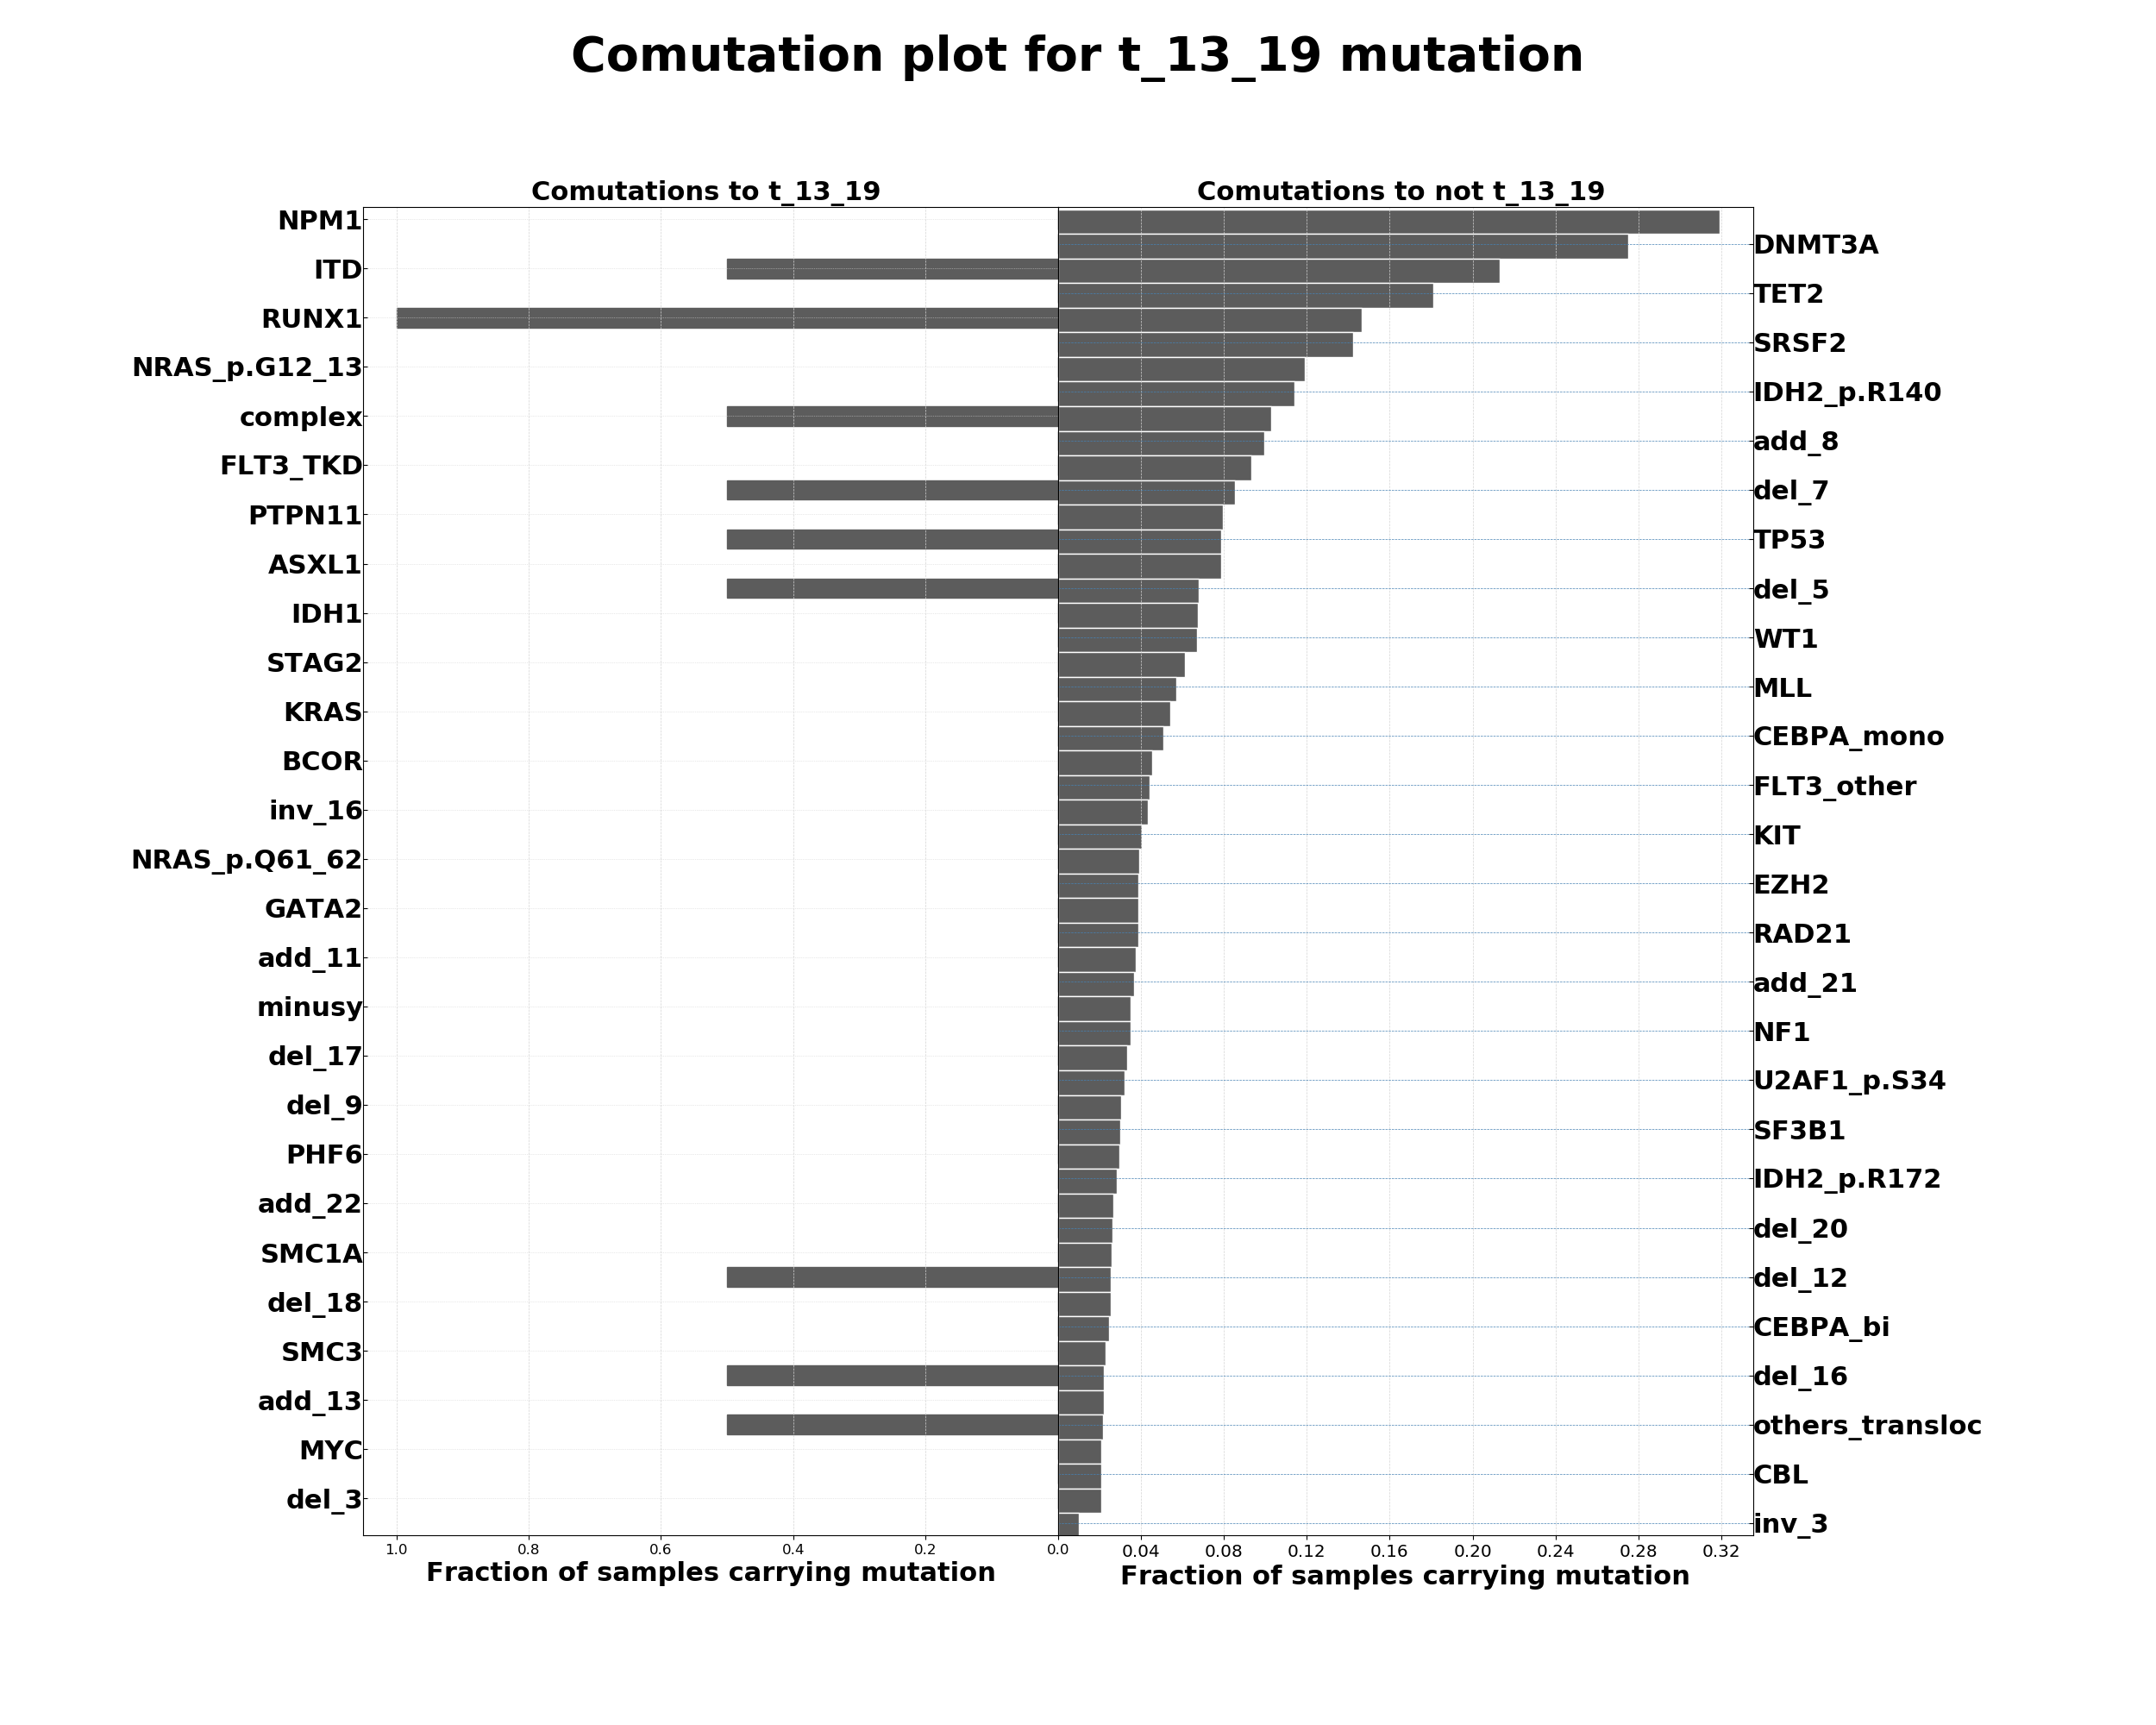 Comutation plot for t_13_19 mutation
Comutations to t_13_19
Comutations to not t_13_19
NPM1
DNMT3A
ITD
TET2
RUNX1
SRSF2
NRAS_p.G12_13
IDH2_p.R140
complex
add_8
FLT3_TKD
del_7
PTPN11
TP53
ASXL1
del_5
IDH1
WT1
STAG2
MLL
KRAS
CEBPA_mono
BCOR
FLT3_other
inv_16
KIT
NRAS_p.Q61_62
EZH2
GATA2
RAD21
add_11
add_21
minusy
NF1
del_17
U2AF1_p.S34
del_9
SF3B1
PHF6
IDH2_p.R172
add_22
del_20
SMC1A
del_12
del_18
CEBPA_bi
SMC3
del_16
add_13
others_transloc
MYC
CBL
del_3
inv_3
1.0 0.8 0.6 0.4 0.2 0.0 0.04 0.08 0.12 0.16 0.20 0.24 0.28 0.32
Fraction of samples carrying mutation
Fraction of samples carrying mutation